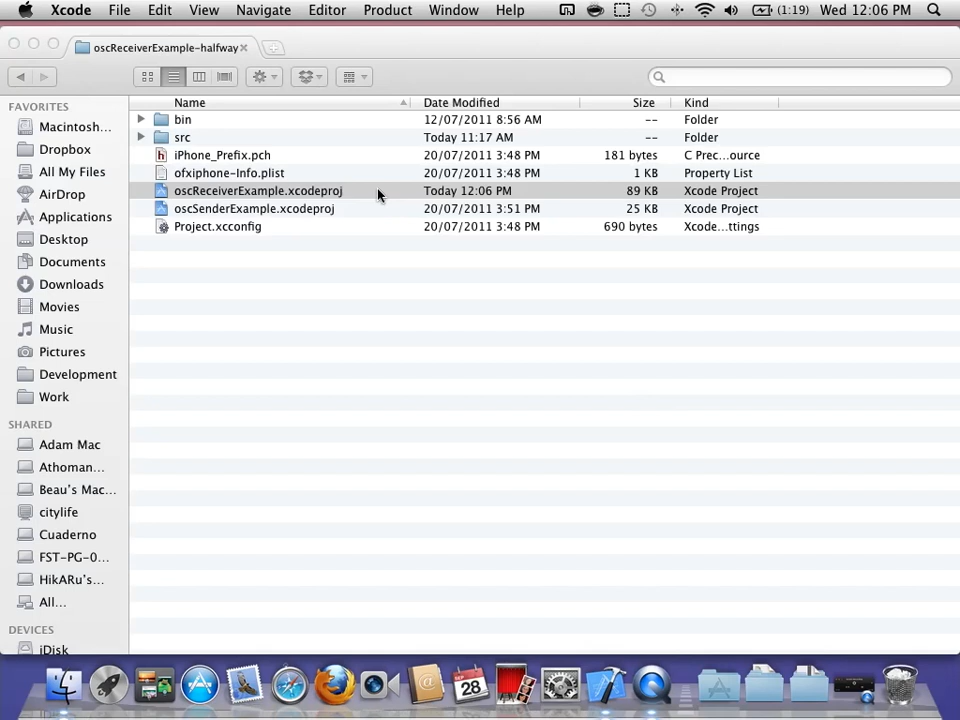 Xcode File Edit View Navigate Editor Product Window Help (1:19) Wed 12:06 PM
oscReceiverExample-halfway
Name Date Modified Size Kind
bin 12/07/2011 8:56 AM -- Folder
src Today 11:17 AM -- Folder
iPhone_Prefix.pch 20/07/2011 3:48 PM 181 bytes C Prec...ource
ofxiphone-Info.plist 20/07/2011 3:48 PM 1 KB Property List
oscReceiverExample.xcodeproj Today 12:06 PM 89 KB Xcode Project
oscSenderExample.xcodeproj 20/07/2011 3:51 PM 25 KB Xcode Project
Project.xcconfig 20/07/2011 3:48 PM 690 bytes Xcode...ttings
FAVORITES
Macintosh...
Dropbox
All My Files
AirDrop
Applications
Desktop
Documents
Downloads
Movies
Music
Pictures
Development
Work
SHARED
Adam Mac
Athoman...
Beau's Mac...
citylife
Cuaderno
FST-PG-0...
HikARu's...
All...
DEVICES
iDisk
SEP
28